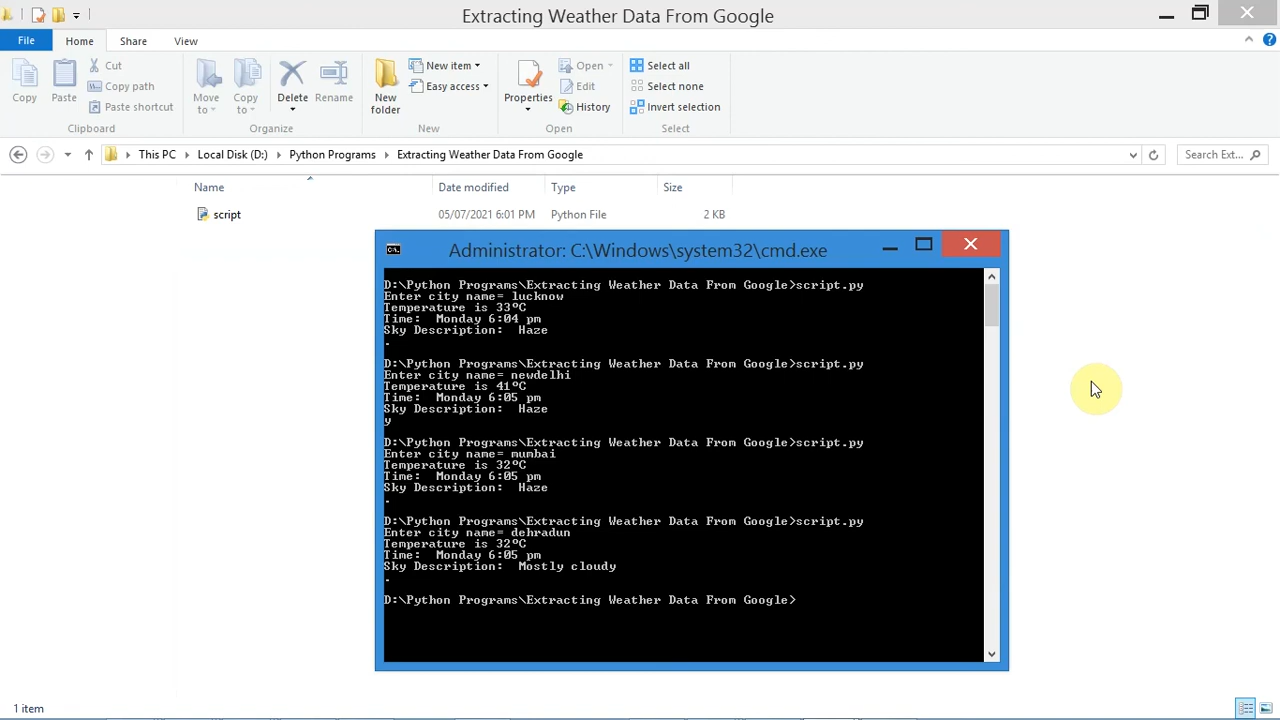 Extracting Weather Data From Google
File Home Share View
Copy Paste Cut Copy path Paste shortcut Move to Copy to Delete Rename New folder New item Easy access Properties Open Edit History Select all Select none Invert selection
Clipboard Organize New Open Select
This PC Local Disk (D:) Python Programs Extracting Weather Data From Google Search Ext...
Name Date modified Type Size
script 05/07/2021 6:01 PM Python File 2 KB
Administrator: C:\Windows\system32\cmd.exe
D:\Python Programs\Extracting Weather Data From Google>script.py
Enter city name= lucknow
Temperature is 33ºC
Time:  Monday 6:04 pm
Sky Description:  Haze
.
D:\Python Programs\Extracting Weather Data From Google>script.py
Enter city name= newdelhi
Temperature is 41ºC
Time:  Monday 6:05 pm
Sky Description:  Haze
y
D:\Python Programs\Extracting Weather Data From Google>script.py
Enter city name= mumbai
Temperature is 32ºC
Time:  Monday 6:05 pm
Sky Description:  Haze
.
D:\Python Programs\Extracting Weather Data From Google>script.py
Enter city name= dehradun
Temperature is 32ºC
Time:  Monday 6:05 pm
Sky Description:  Mostly cloudy
.
D:\Python Programs\Extracting Weather Data From Google>
1 item